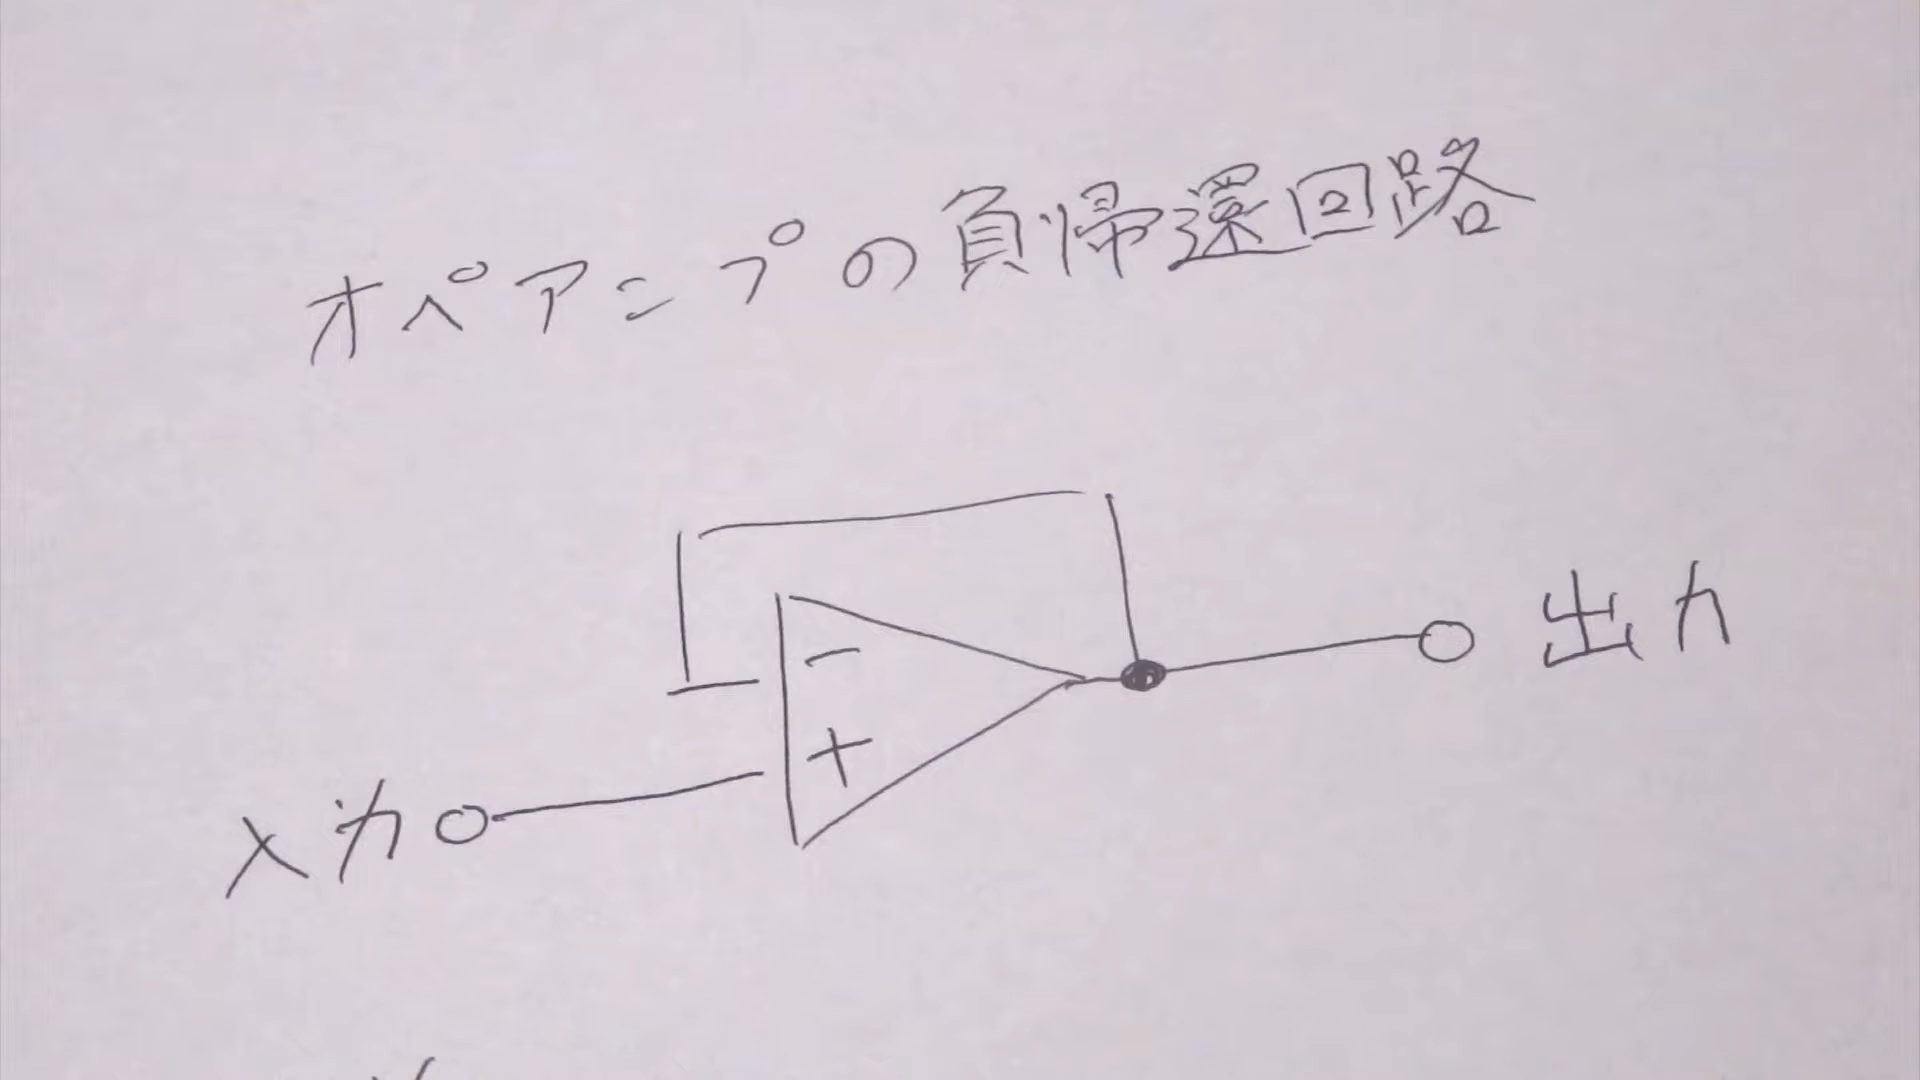 オペアンプの負帰還回路
−
+
出力
入力